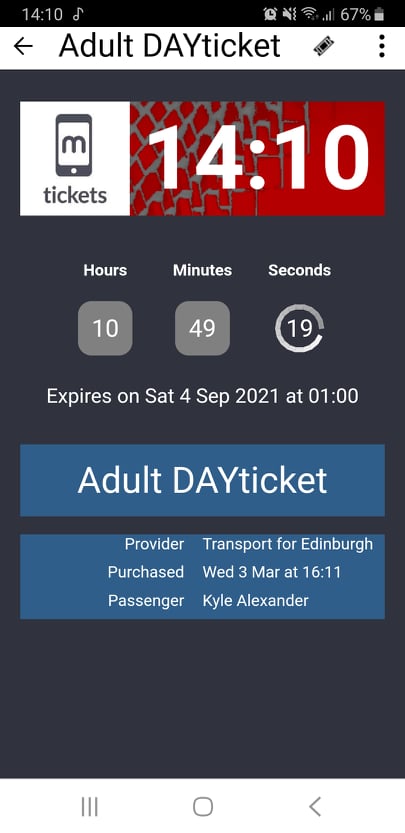 14:10 67%
Adult DAYticket
m
tickets
14:10
Hours Minutes Seconds
10 49 19
Expires on Sat 4 Sep 2021 at 01:00
Adult DAYticket
Provider Transport for Edinburgh
Purchased Wed 3 Mar at 16:11
Passenger Kyle Alexander